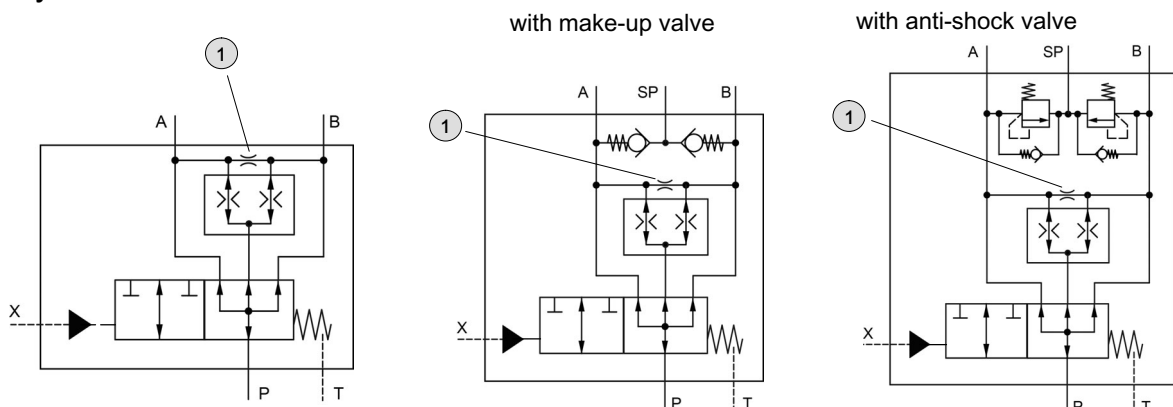 with make-up valve
with anti-shock valve
1
A B
X
P T
A SP B
1
X
P T
A SP B
1
X
P T